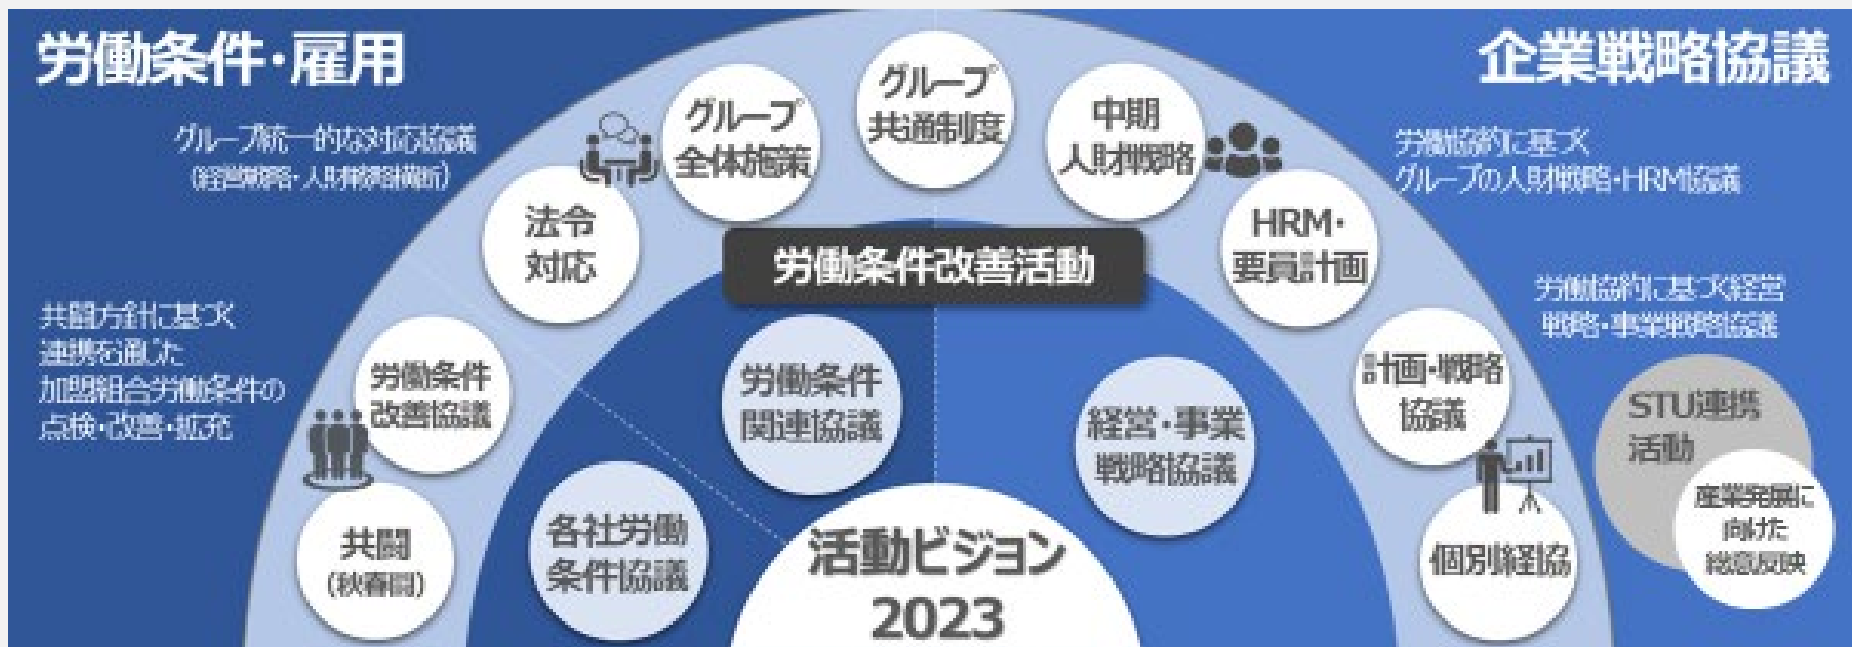 労働条件・雇用
企業戦略協議
グループ統一的な対応協議
(経営戦略・人財戦略横断)
共闘方針に基づく
連携を通じた
加盟組合労働条件の
点検・改善・拡充
労働協約に基づく
グループの人財戦略・HRM協議
労働協約に基づく経営
戦略・事業戦略協議
共闘
(秋春闘)
労働条件
改善協議
法令
対応
グループ
全体施策
グループ
共通制度
中期
人財戦略
HRM・
要員計画
計画・戦略
協議
個別経協
STU連携
活動
産業発展に
向けた
総意反映
労働条件改善活動
各社労働
条件協議
労働条件
関連協議
経営・事業
戦略協議
活動ビジョン
2023